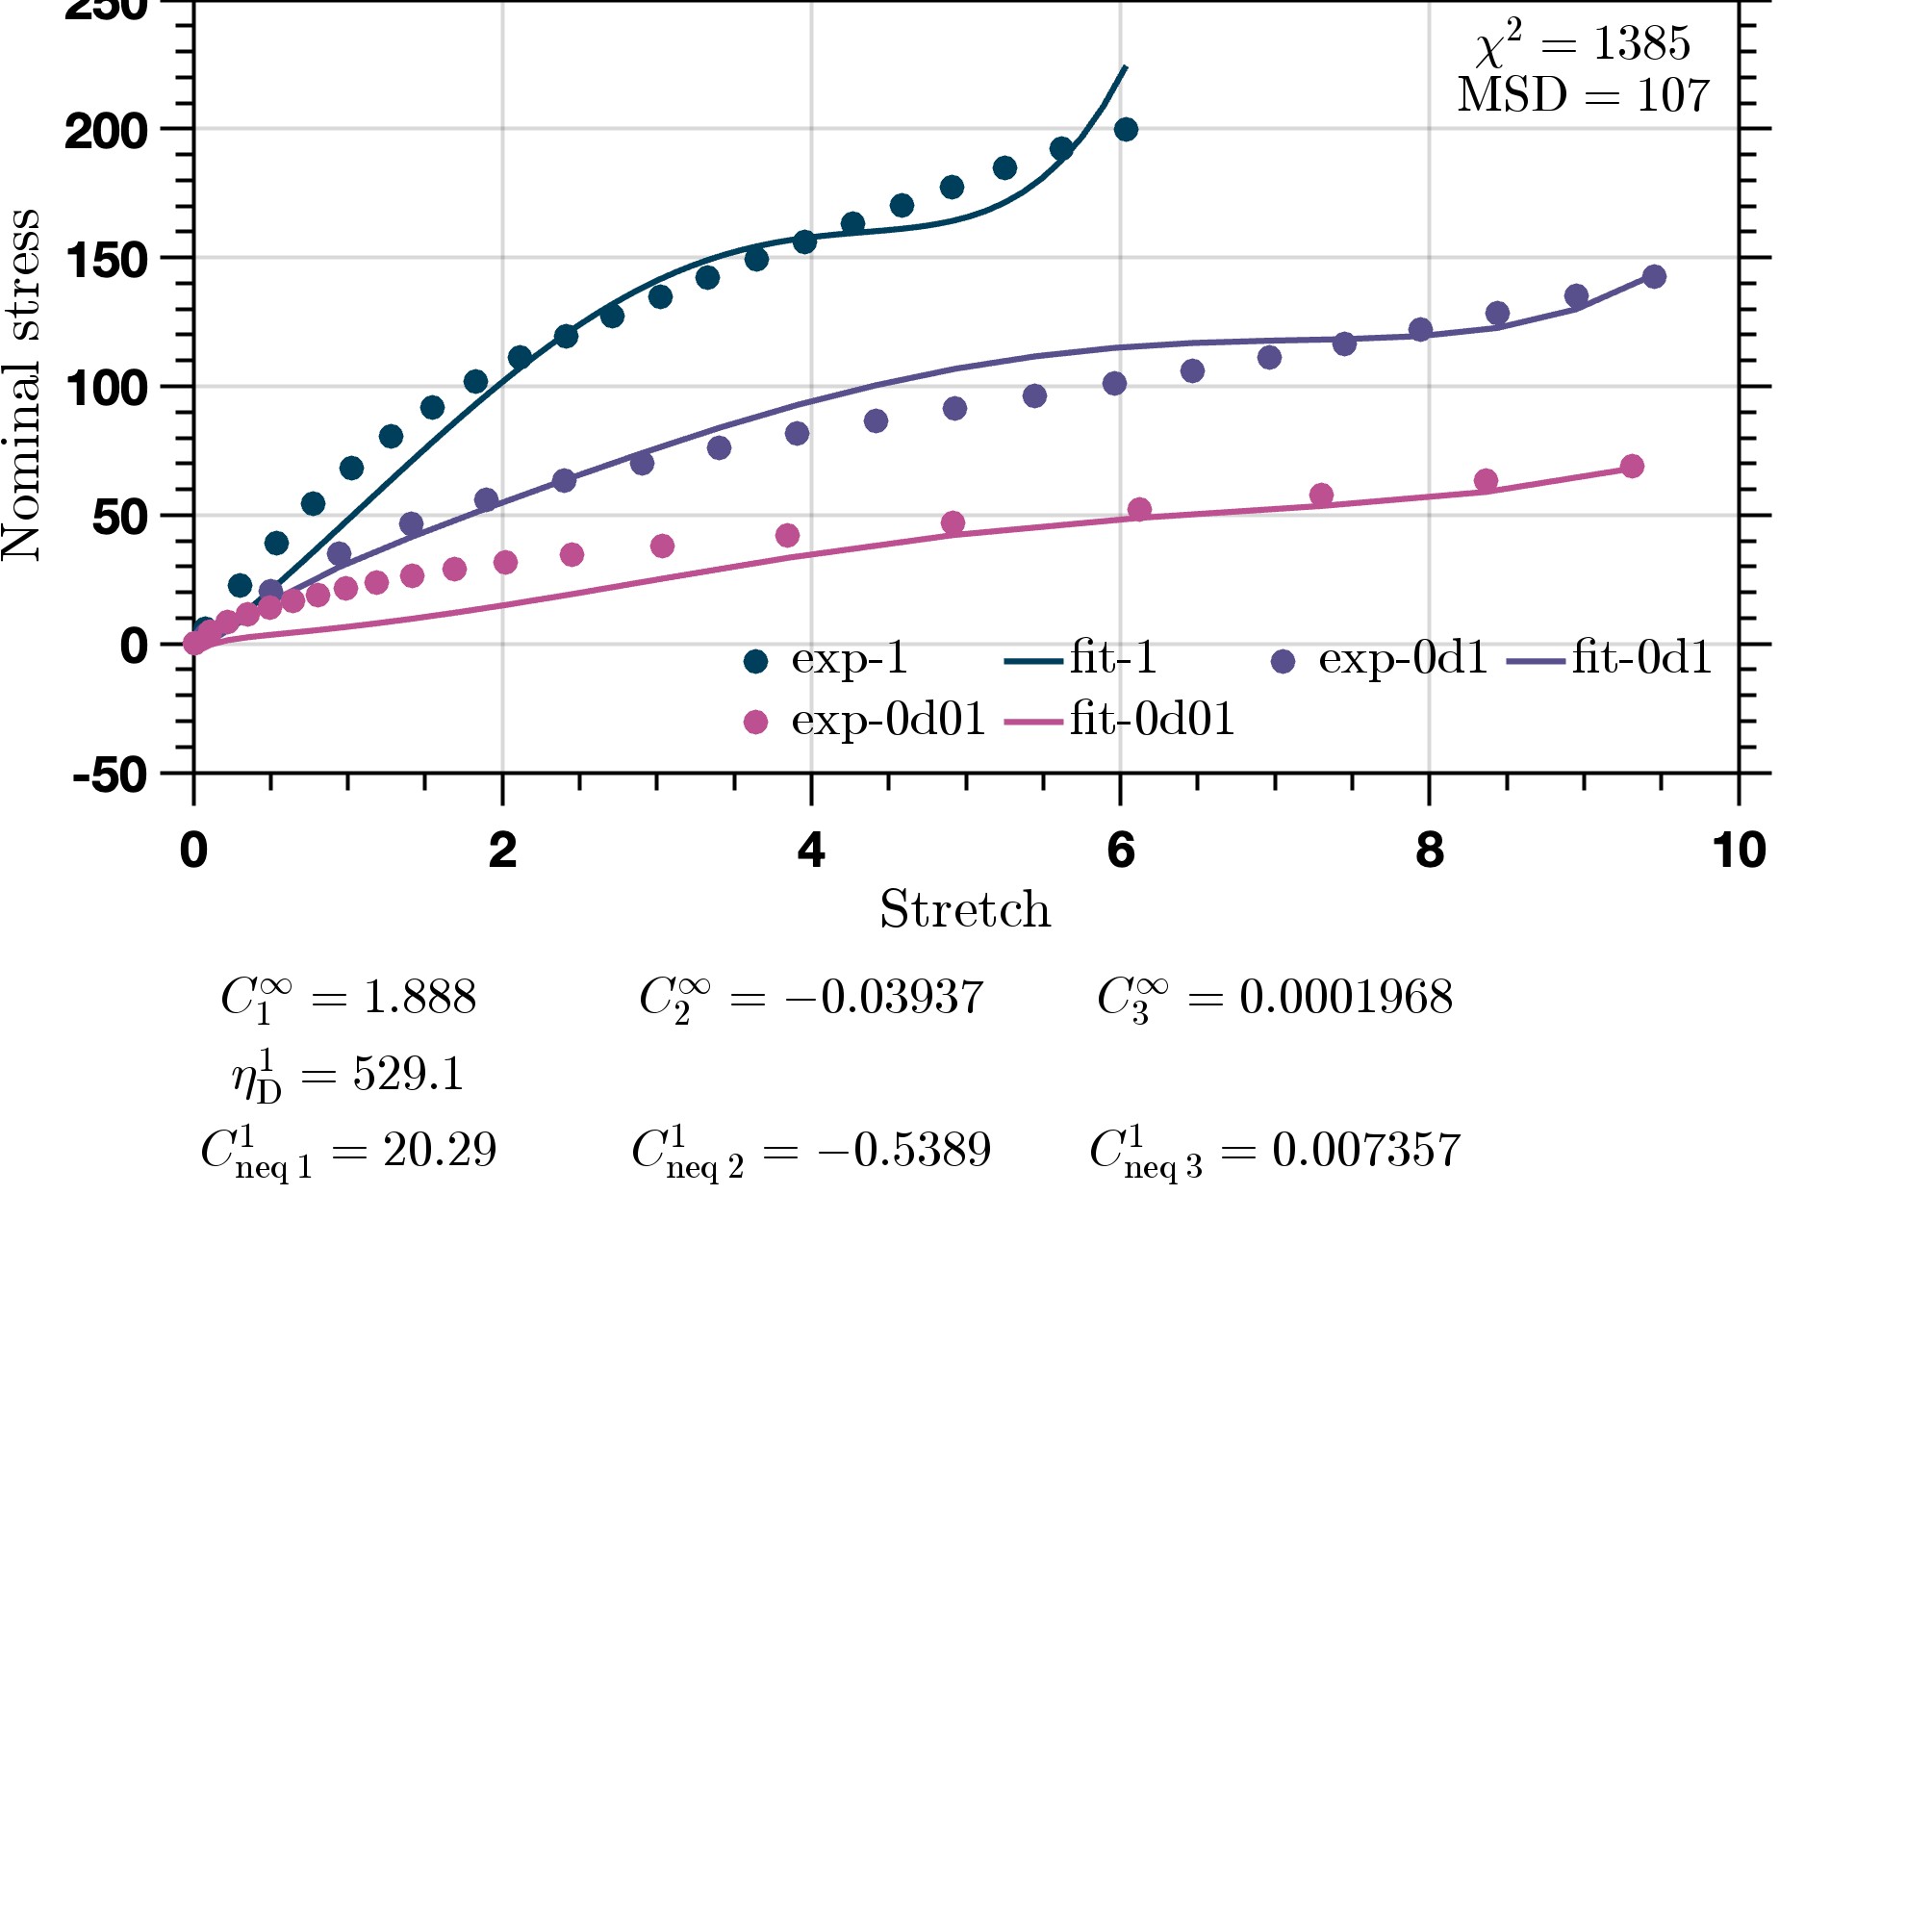 250
χ² = 1385
MSD = 107
200
150
100
50
0
-50
Nominal stress
exp-1 fit-1 exp-0d1 fit-0d1
exp-0d01 fit-0d01
0 2 4 6 8 10
Stretch
C₁^∞ = 1.888 C₂^∞ = −0.03937 C₃^∞ = 0.0001968
η_D^1 = 529.1
C_neq 1^1 = 20.29 C_neq 2^1 = −0.5389 C_neq 3^1 = 0.007357